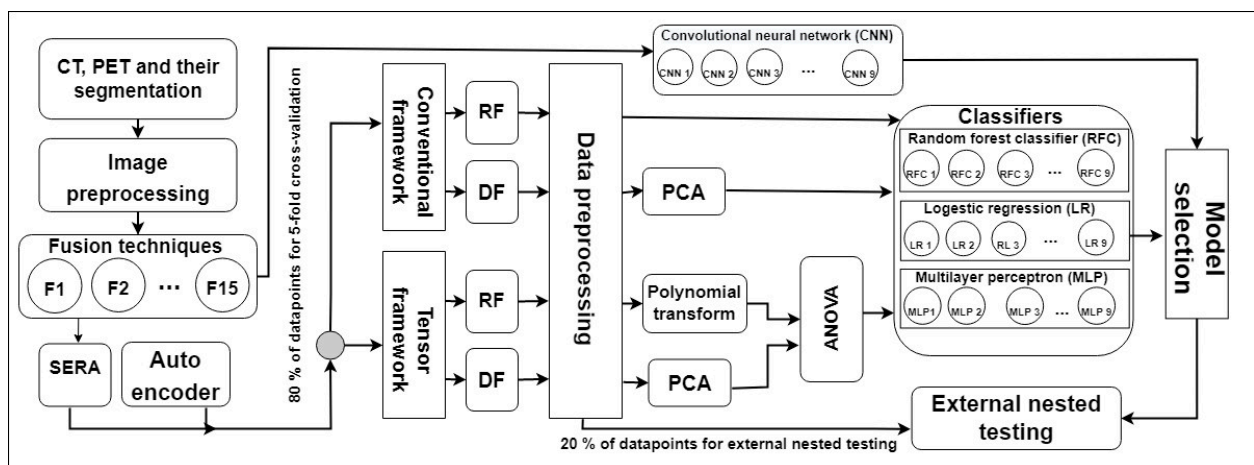 CT, PET and their
segmentation
Image
preprocessing
Fusion techniques
F1 F2 ... F15
SERA
Auto
encoder
80 % of datapoints for 5-fold cross-validation
Conventional
framework
Tensor
framework
RF
DF
RF
DF
Data preprocessing
20 % of datapoints for external nested testing
PCA
Polynomial
transform
PCA
ANOVA
Convolutional neural network (CNN)
CNN 1 CNN 2 CNN 3 ... CNN 9
Classifiers
Random forest classifier (RFC)
RFC 1 RFC 2 RFC 3 ... RFC 9
Logestic regression (LR)
LR 1 LR 2 RL 3 ... LR 9
Multilayer perceptron (MLP)
MLP1 MLP 2 MLP 3 ... MLP 9
Model
selection
External nested
testing